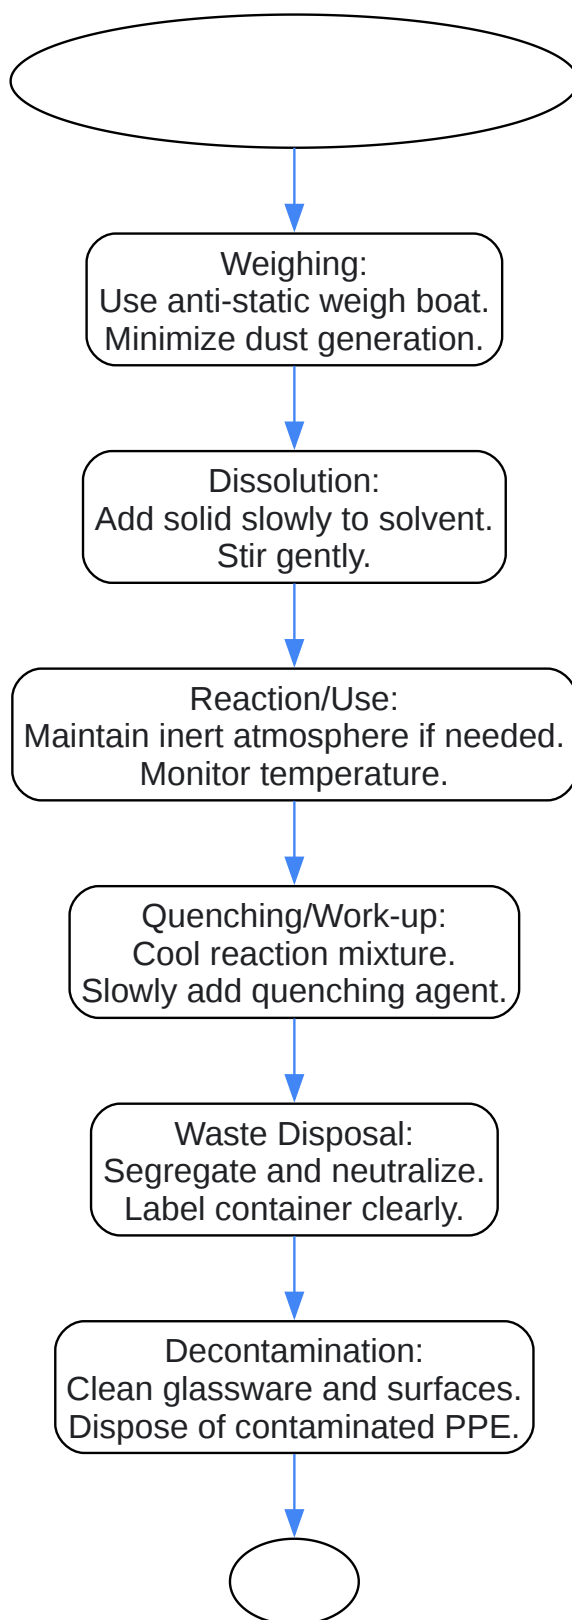 Weighing:
Use anti-static weigh boat.
Minimize dust generation.
Dissolution:
Add solid slowly to solvent.
Stir gently.
Reaction/Use:
Maintain inert atmosphere if needed.
Monitor temperature.
Quenching/Work-up:
Cool reaction mixture.
Slowly add quenching agent.
Waste Disposal:
Segregate and neutralize.
Label container clearly.
Decontamination:
Clean glassware and surfaces.
Dispose of contaminated PPE.